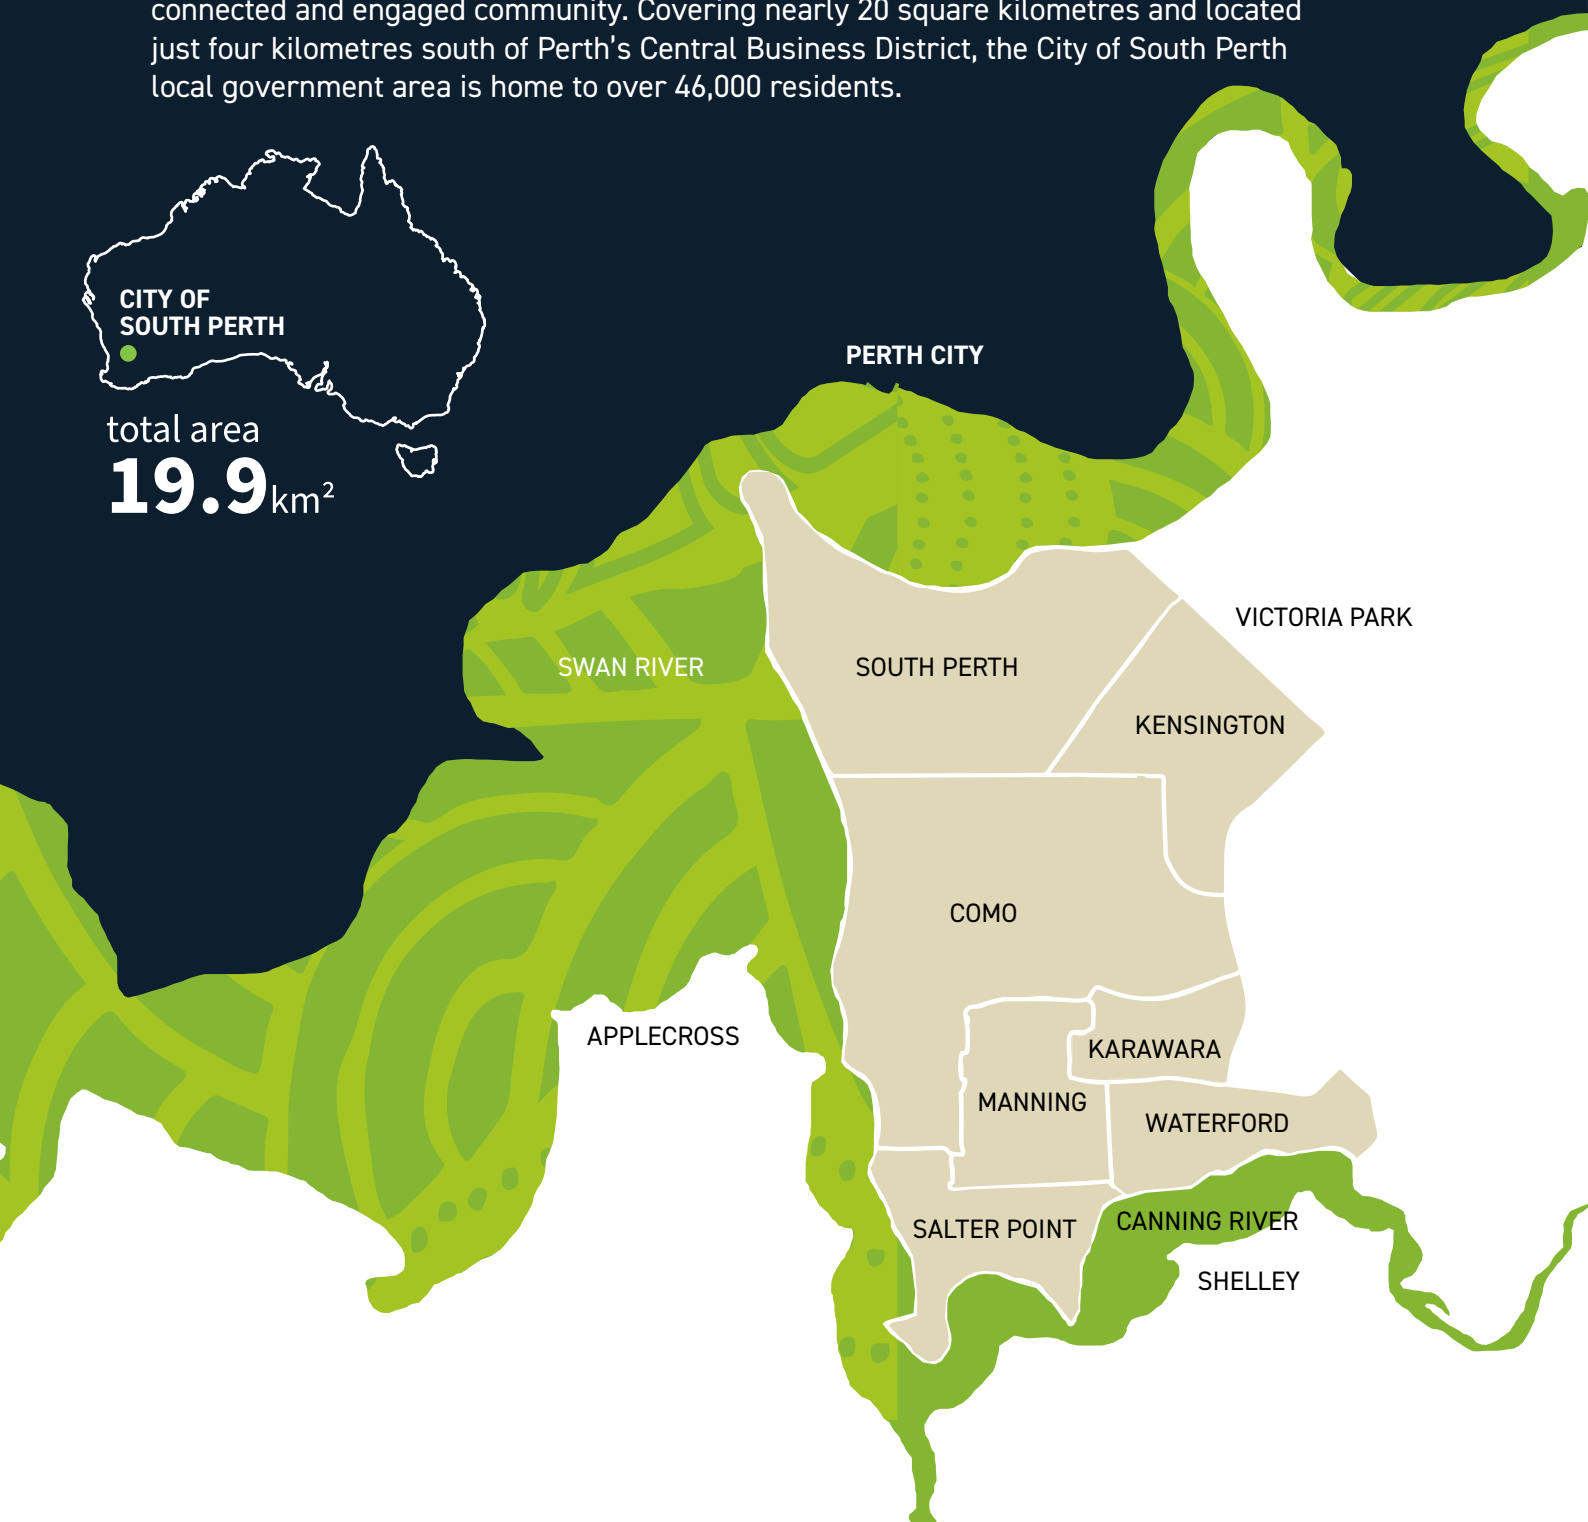 connected and engaged community. Covering nearly 20 square kilometres and located
just four kilometres south of Perth's Central Business District, the City of South Perth
local government area is home to over 46,000 residents.
CITY OF
SOUTH PERTH
total area
19.9km²
PERTH CITY
VICTORIA PARK
SWAN RIVER
SOUTH PERTH
KENSINGTON
COMO
APPLECROSS
KARAWARA
MANNING
WATERFORD
SALTER POINT
CANNING RIVER
SHELLEY